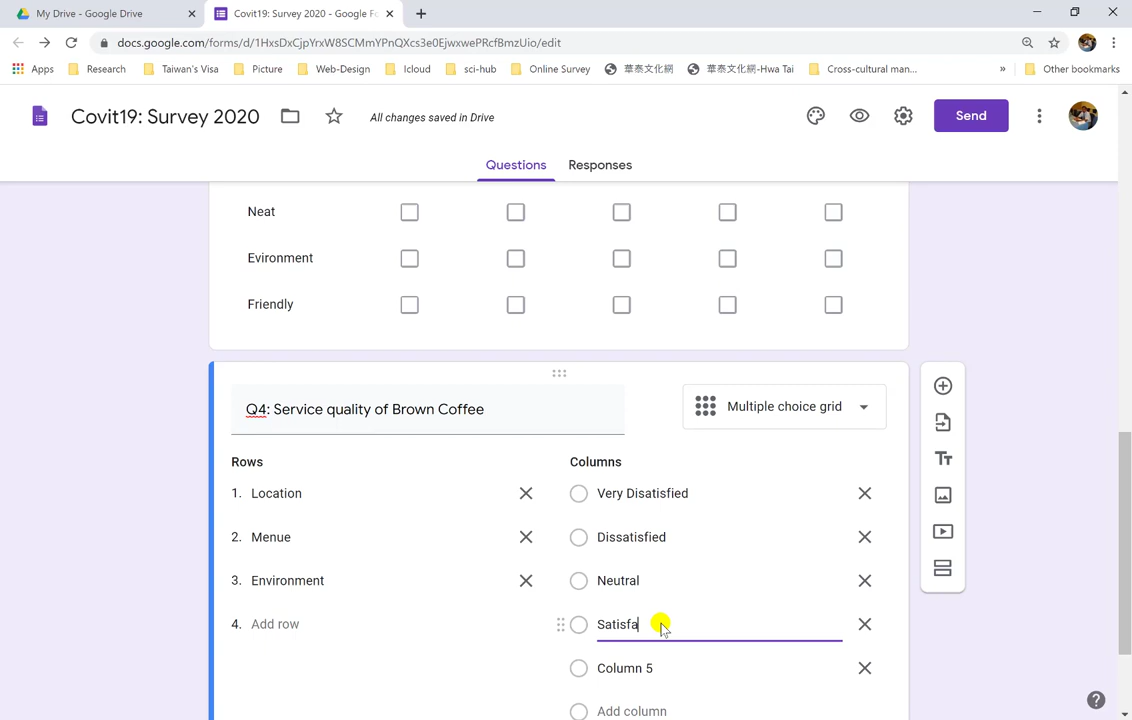 My Drive - Google Drive
Covit19: Survey 2020 - Google Fo
docs.google.com/forms/d/1HxsDxCjpYrxW8SCMmYPnQXcs3e0EjwxwePRcfBmzUio/edit
Apps Research Taiwan's Visa Picture Web-Design Icloud sci-hub Online Survey 華泰文化網 華泰文化網-Hwa Tai Cross-cultural man... » Other bookmarks
Covit19: Survey 2020 All changes saved in Drive Send
Questions Responses
Neat
Evironment
Friendly
Q4: Service quality of Brown Coffee Multiple choice grid
Rows Columns
1. Location Very Disatisfied
2. Menue Dissatisfied
3. Environment Neutral
4. Add row Satisfa
Column 5
Add column